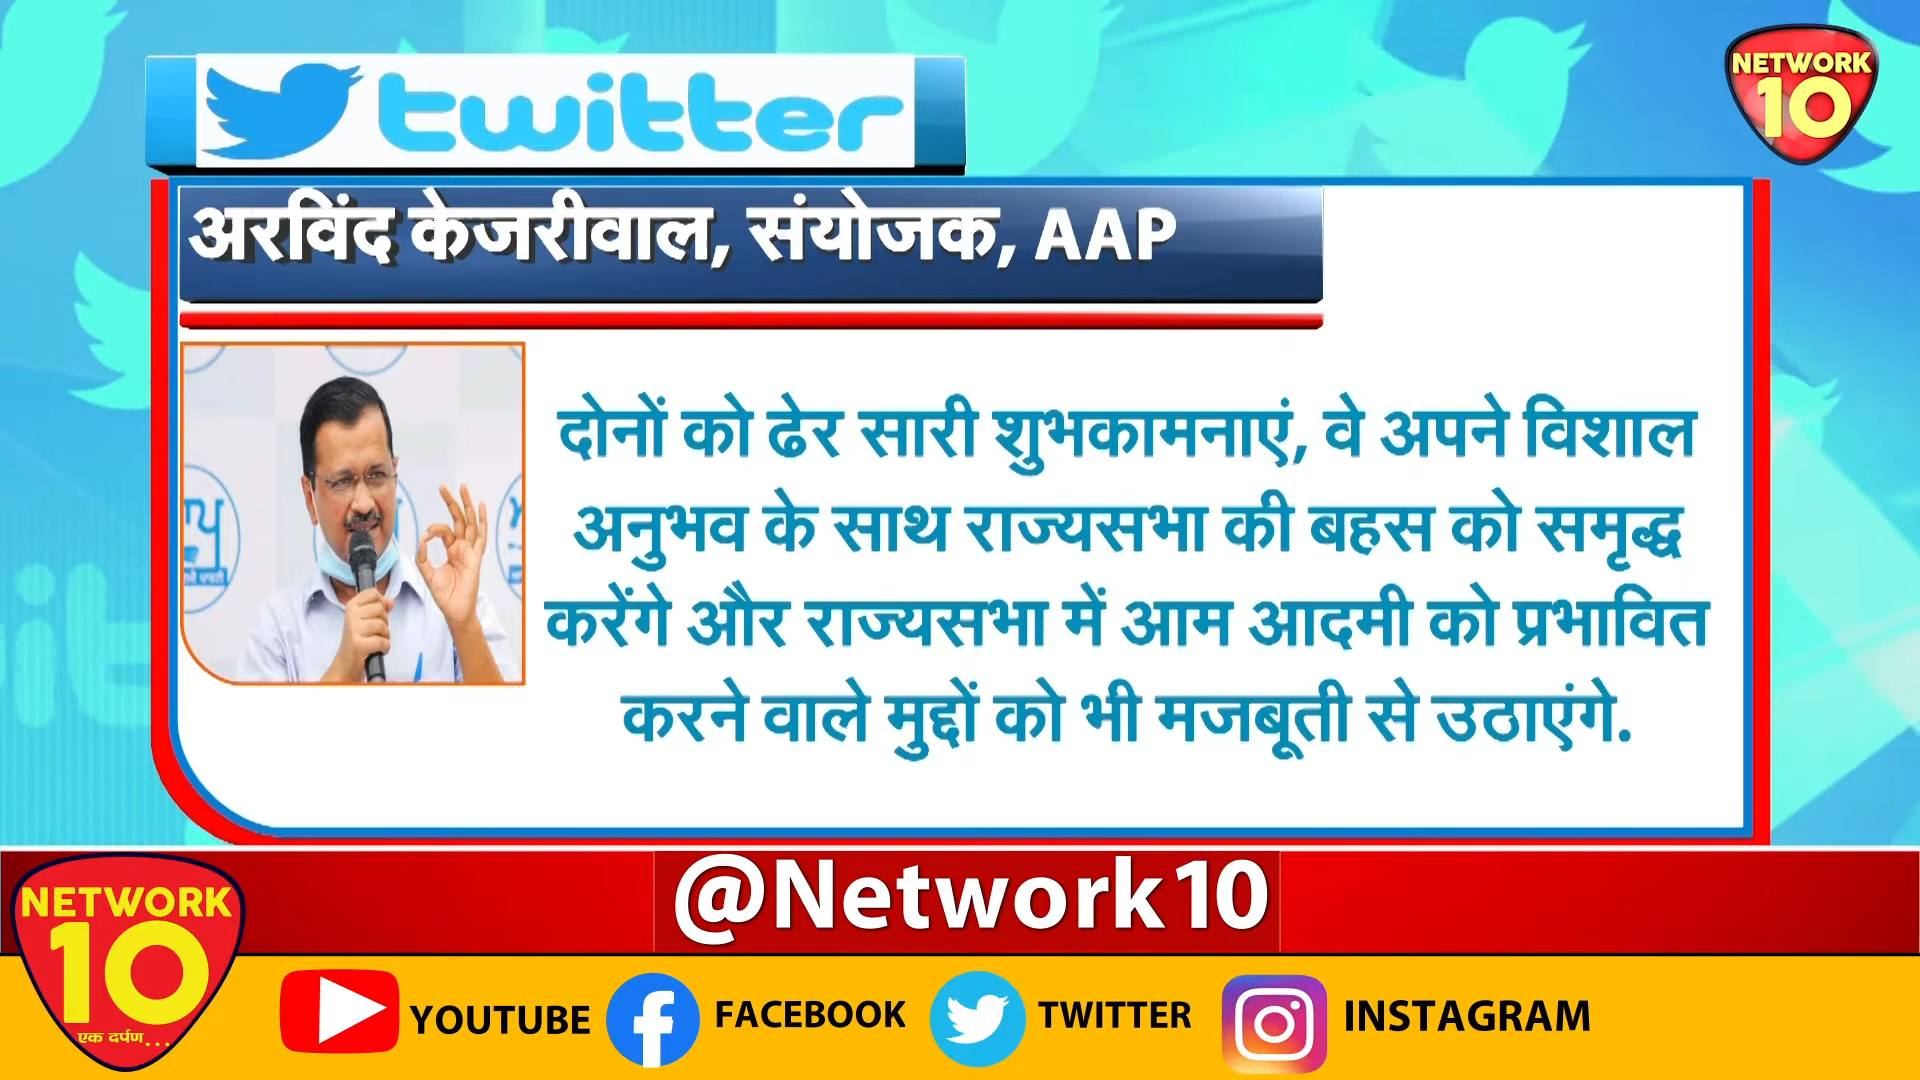 twitter
NETWORK
10
अरविंद केजरीवाल, संयोजक, AAP
दोनों को ढेर सारी शुभकामनाएं, वे अपने विशाल
अनुभव के साथ राज्यसभा की बहस को समृद्ध
करेंगे और राज्यसभा में आम आदमी को प्रभावित
करने वाले मुद्दों को भी मजबूती से उठाएंगे.
@Network10
NETWORK
10
एक दर्पण...
YOUTUBE
FACEBOOK
TWITTER
INSTAGRAM